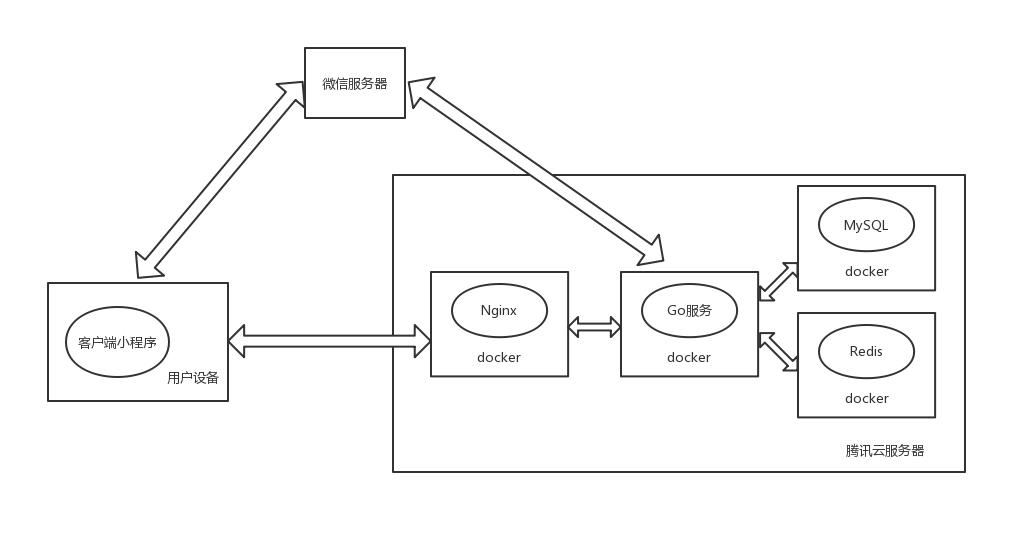 微信服务器
MySQL
docker
客户端小程序
用户设备
Nginx
docker
Go服务
docker
Redis
docker
腾讯云服务器